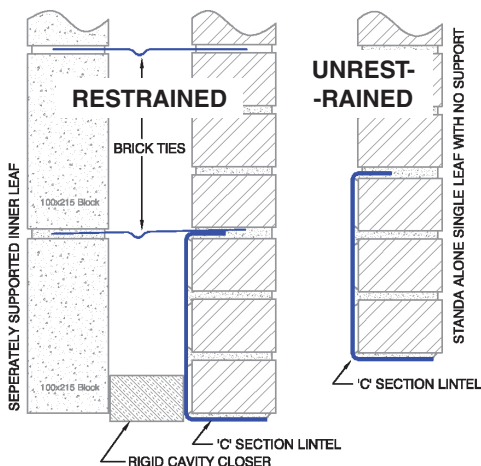 RESTRAINED
UNREST-
-RAINED
BRICK TIES
SEPERATELY SUPPORTED INNER LEAF
100x215 Block
100x215 Block
STANDA ALONE SINGLE LEAF WITH NO SUPPORT
'C' SECTION LINTEL
'C' SECTION LINTEL
RIGID CAVITY CLOSER